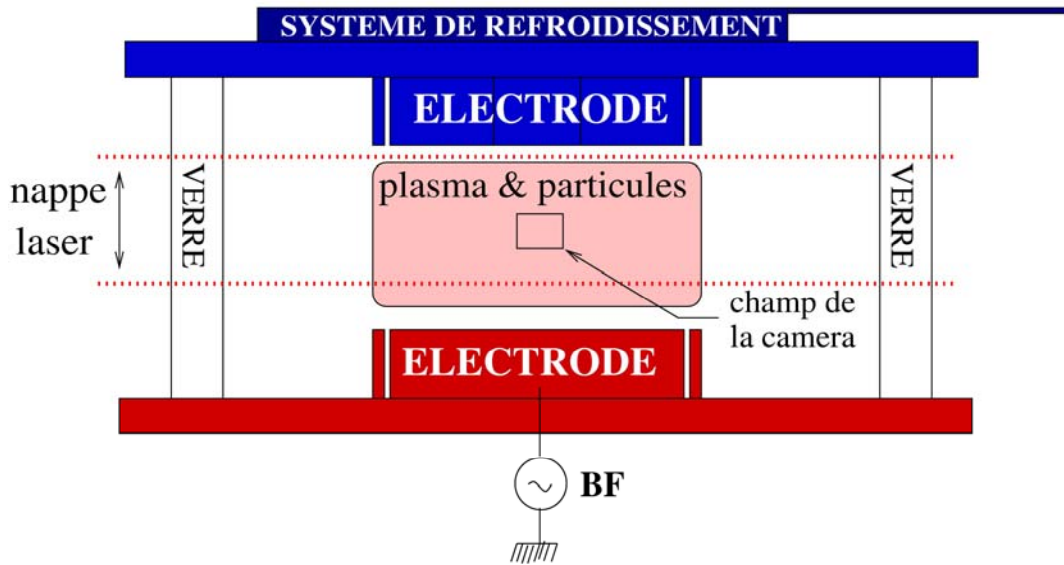 SYSTEME DE REFROIDISSEMENT
ELECTRODE
nappe
laser
VERRE
plasma & particules
VERRE
champ de
la camera
ELECTRODE
BF